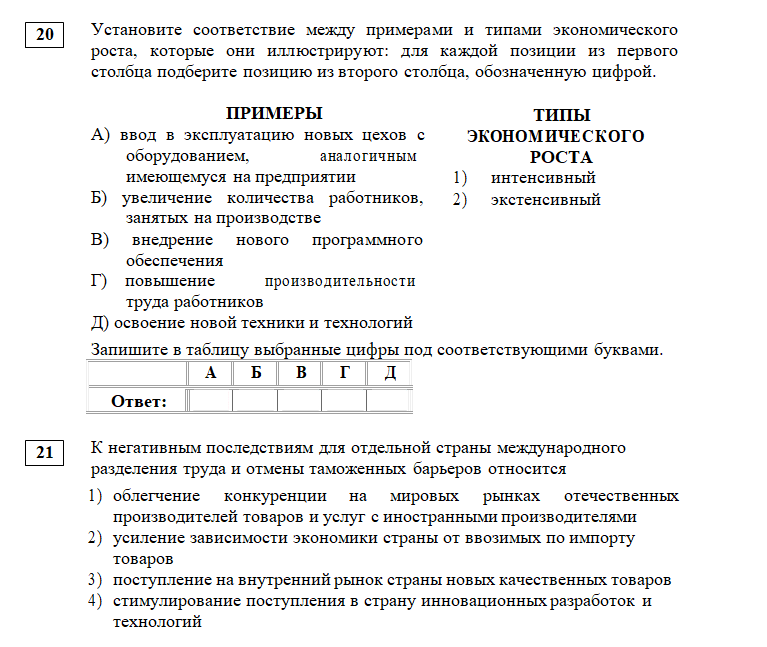 20
Установите соответствие между примерами и типами экономического
роста, которые они иллюстрируют: для каждой позиции из первого
столбца подберите позицию из второго столбца, обозначенную цифрой.
ПРИМЕРЫ
А) ввод в эксплуатацию новых цехов с
оборудованием, аналогичным
имеющемуся на предприятии
Б) увеличение количества работников,
занятых на производстве
В) внедрение нового программного
обеспечения
Г) повышение производительности
труда работников
Д) освоение новой техники и технологий
ТИПЫ
ЭКОНОМИЧЕСКОГО
РОСТА
1) интенсивный
2) экстенсивный
Запишите в таблицу выбранные цифры под соответствующими буквами.
А Б В Г Д
Ответ:
21
К негативным последствиям для отдельной страны международного
разделения труда и отмены таможенных барьеров относится
1) облегчение конкуренции на мировых рынках отечественных
производителей товаров и услуг с иностранными производителями
2) усиление зависимости экономики страны от ввозимых по импорту
товаров
3) поступление на внутренний рынок страны новых качественных товаров
4) стимулирование поступления в страну инновационных разработок и
технологий